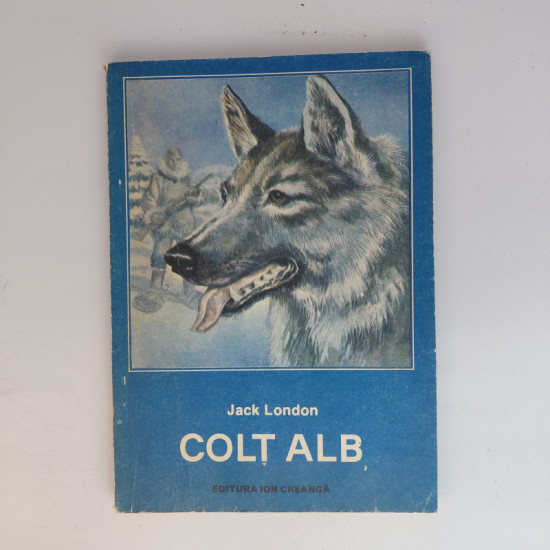 Jack London
COLȚ ALB
EDITURA ION CREANGĂ